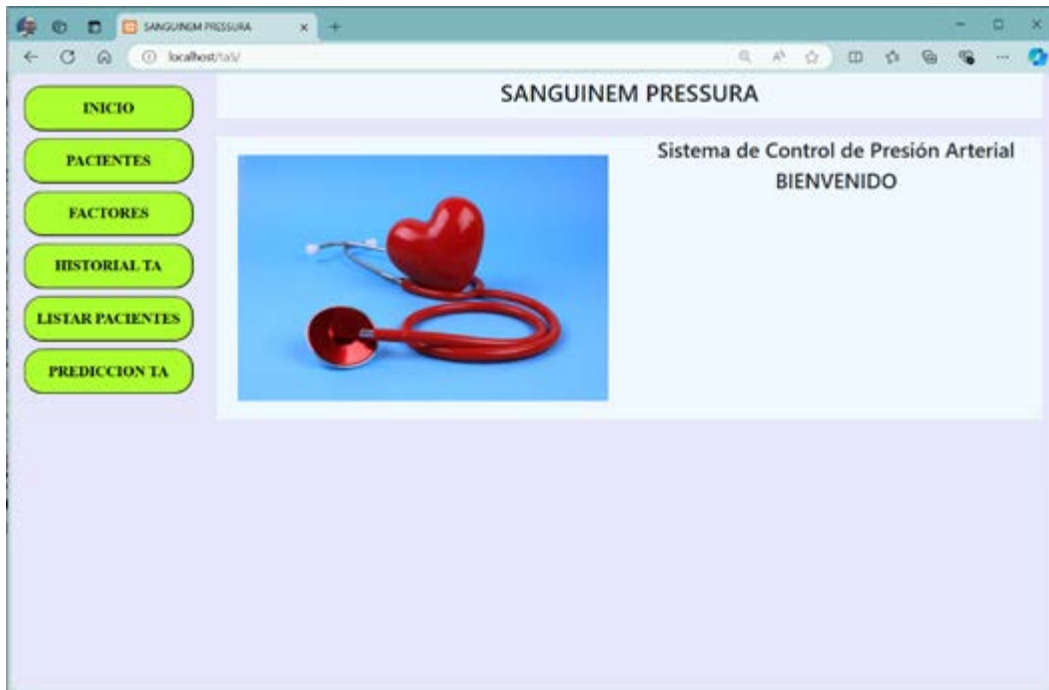 SANGUINEM PRESSURA
localhost/ta5/
INICIO
PACIENTES
FACTORES
HISTORIAL TA
LISTAR PACIENTES
PREDICCION TA
SANGUINEM PRESSURA
Sistema de Control de Presión Arterial
BIENVENIDO